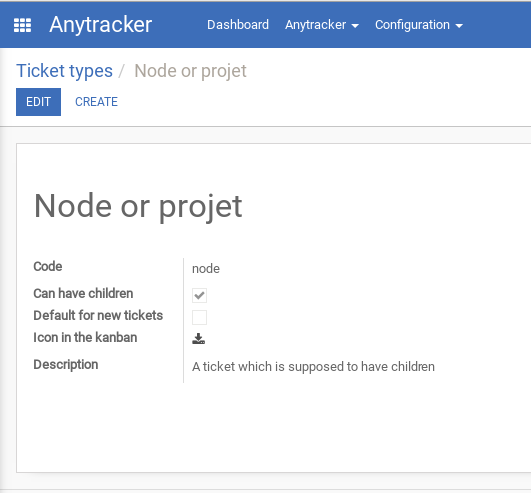 Anytracker Dashboard Anytracker Configuration
Ticket types / Node or projet
EDIT CREATE
Node or projet
Code node
Can have children
Default for new tickets
Icon in the kanban
Description A ticket which is supposed to have children